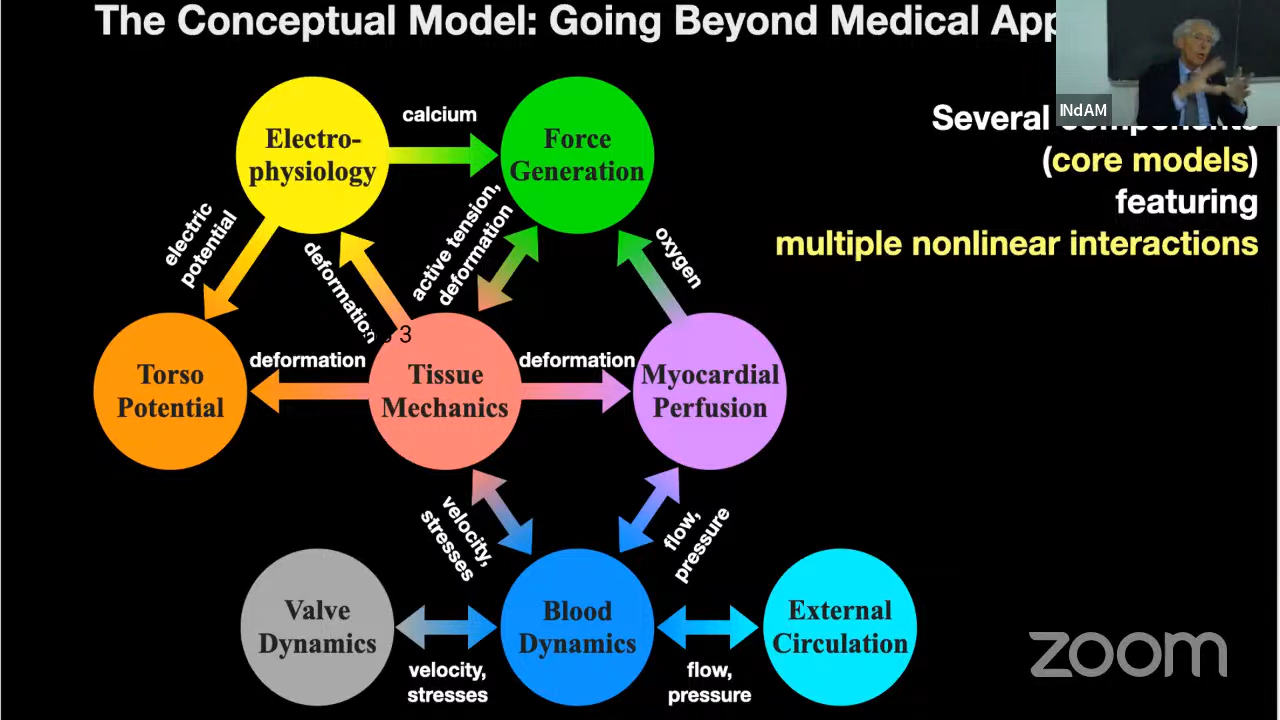 The Conceptual Model: Going Beyond Medical
INdAM
Several components
(core models)
featuring
multiple nonlinear interactions
Electro-
physiology
calcium
Force
Generation
electric
potential
deformation
active tension,
deformation
oxygen
3
Torso
Potential
deformation
Tissue
Mechanics
deformation
Myocardial
Perfusion
velocity,
stresses
flow,
pressure
Valve
Dynamics
velocity,
stresses
Blood
Dynamics
flow,
pressure
External
Circulation
zoom